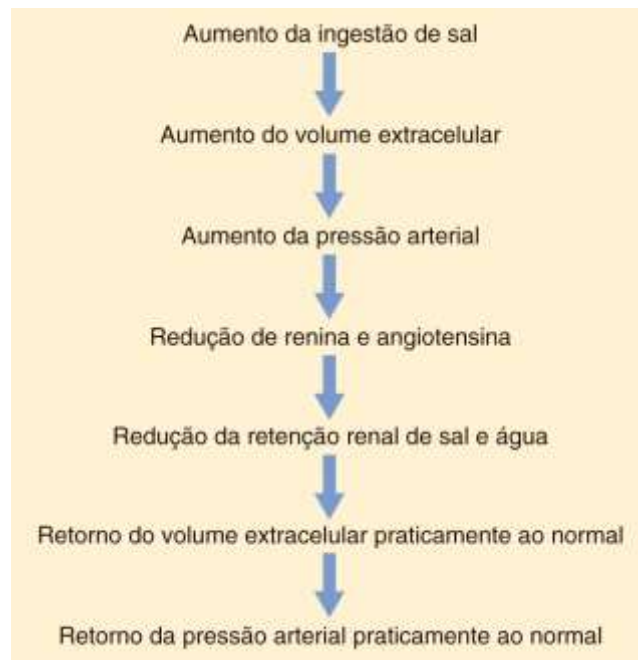 Aumento da ingestão de sal
Aumento do volume extracelular
Aumento da pressão arterial
Redução de renina e angiotensina
Redução da retenção renal de sal e água
Retorno do volume extracelular praticamente ao normal
Retorno da pressão arterial praticamente ao normal